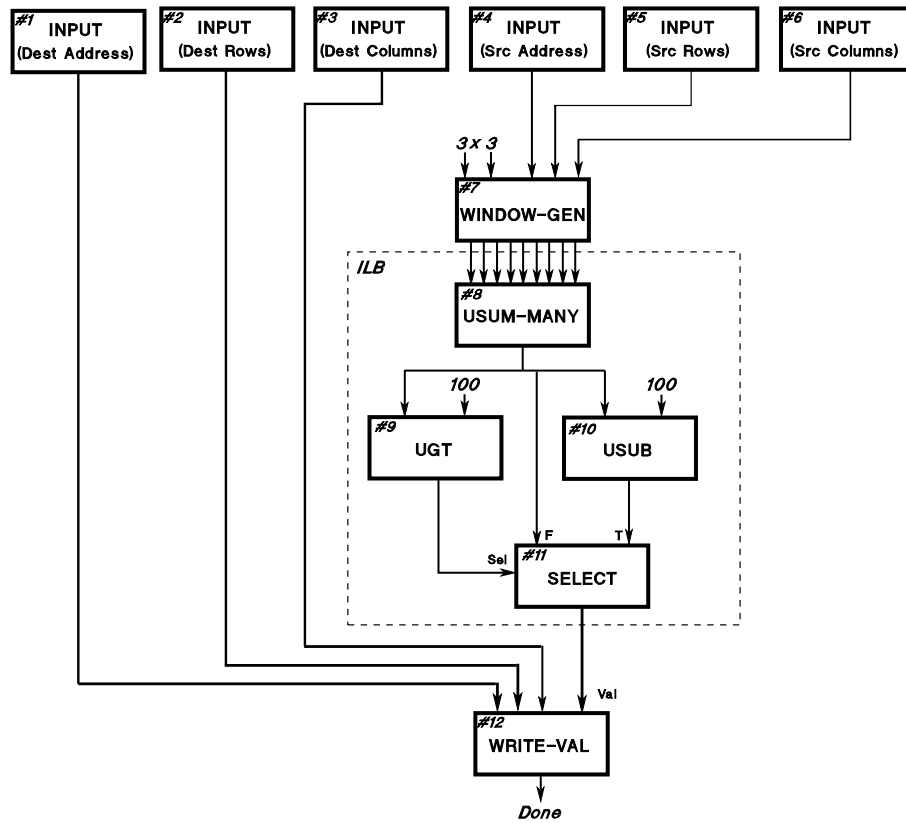 #1
INPUT
(Dest Address)
#2
INPUT
(Dest Rows)
#3
INPUT
(Dest Columns)
#4
INPUT
(Src Address)
#5
INPUT
(Src Rows)
#6
INPUT
(Src Columns)
3 x 3
#7
WINDOW-GEN
ILB
#8
USUM-MANY
100
100
#9
UGT
#10
USUB
F
T
Sel
#11
SELECT
Val
#12
WRITE-VAL
Done